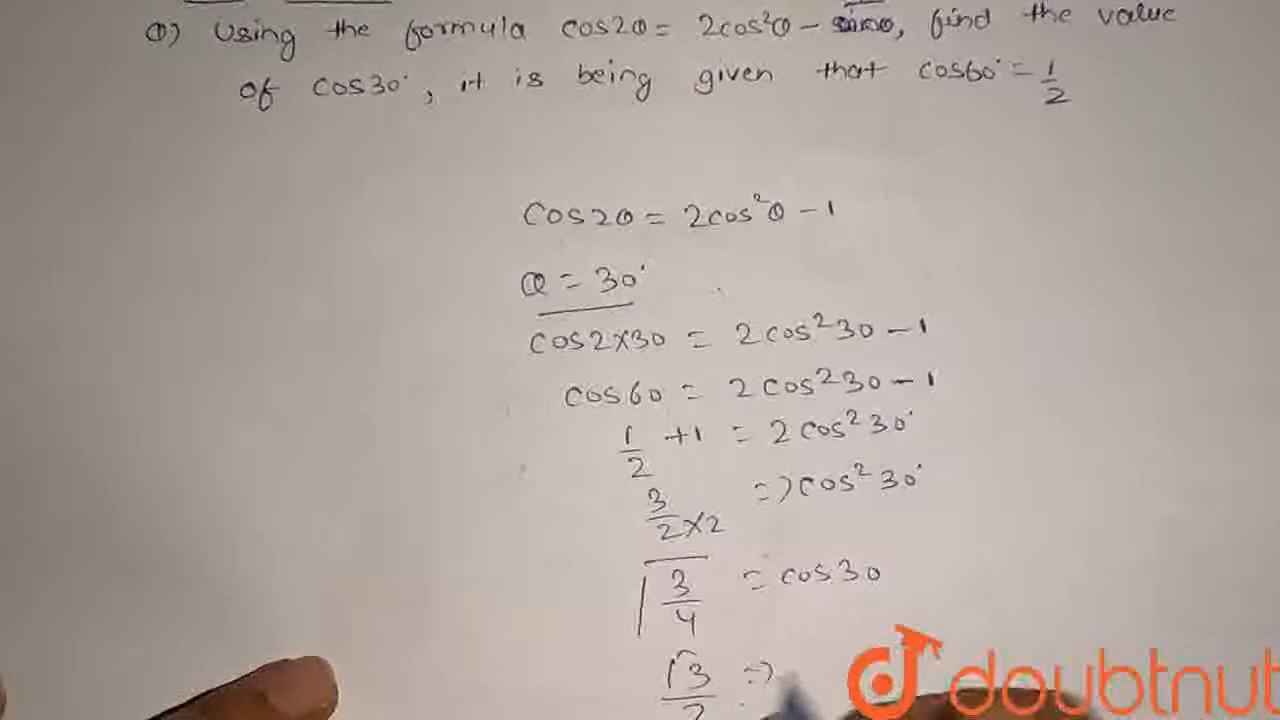 Q) Using the formula cos2θ = 2cos²θ - , find the value
of cos30°, it is being given that cos60° = 1/2
cos2θ = 2cos²θ - 1
θ = 30°
cos2×30 = 2cos²30 - 1
cos60 = 2cos²30 - 1
1/2 + 1 = 2cos²30°
3/2×2 => cos²30°
√3/4 = cos30
√3/2 =>
doubtnut